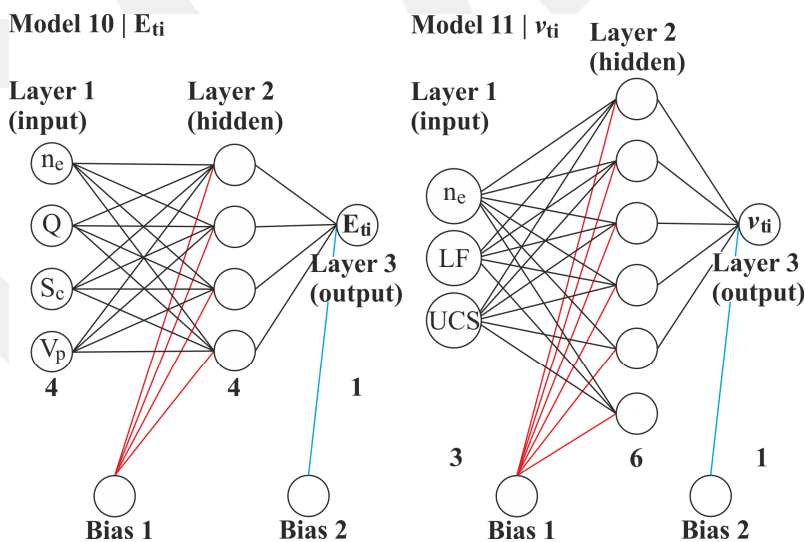 Model 10 | Eti
Layer 1
(input)
Layer 2
(hidden)
ne
Q
Sc
Vp
Eti
Layer 3
(output)
4
4
1
Bias 1
Bias 2
Model 11 | νti
Layer 1
(input)
Layer 2
(hidden)
ne
LF
UCS
νti
Layer 3
(output)
3
6
1
Bias 1
Bias 2